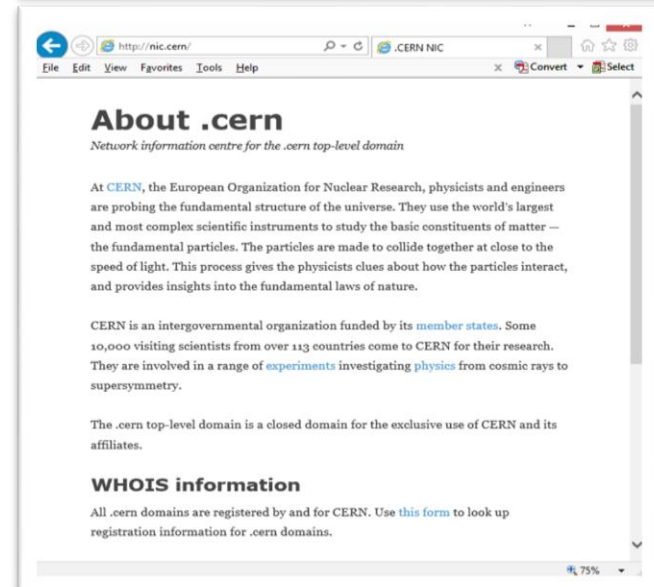 http://nic.cern/
.CERN NIC
File Edit View Favorites Tools Help
Convert Select
About .cern
Network information centre for the .cern top-level domain
At CERN, the European Organization for Nuclear Research, physicists and engineers
are probing the fundamental structure of the universe. They use the world's largest
and most complex scientific instruments to study the basic constituents of matter —
the fundamental particles. The particles are made to collide together at close to the
speed of light. This process gives the physicists clues about how the particles interact,
and provides insights into the fundamental laws of nature.
CERN is an intergovernmental organization funded by its member states. Some
10,000 visiting scientists from over 113 countries come to CERN for their research.
They are involved in a range of experiments investigating physics from cosmic rays to
supersymmetry.
The .cern top-level domain is a closed domain for the exclusive use of CERN and its
affiliates.
WHOIS information
All .cern domains are registered by and for CERN. Use this form to look up
registration information for .cern domains.
75%